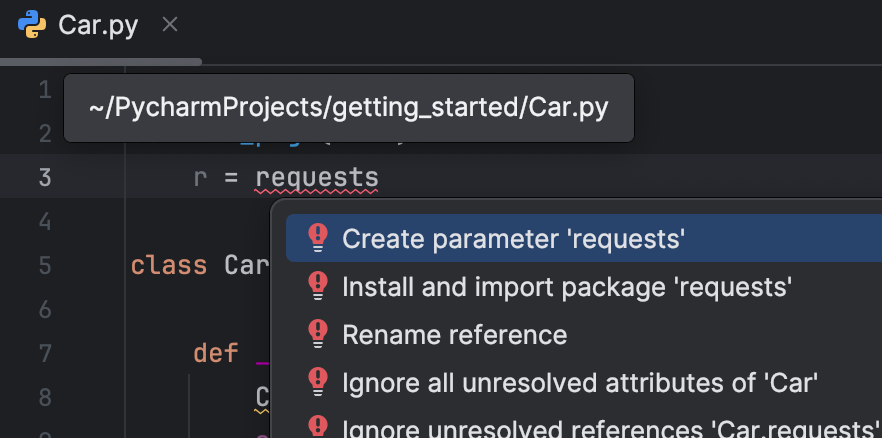 Car.py
1
~/PycharmProjects/getting_started/Car.py
2
3 r = requests
4
Create parameter 'requests'
5 class Car
Install and import package 'requests'
6
Rename reference
7 def _
Ignore all unresolved attributes of 'Car'
8 C
Ignore unresolved references 'Car.requests'